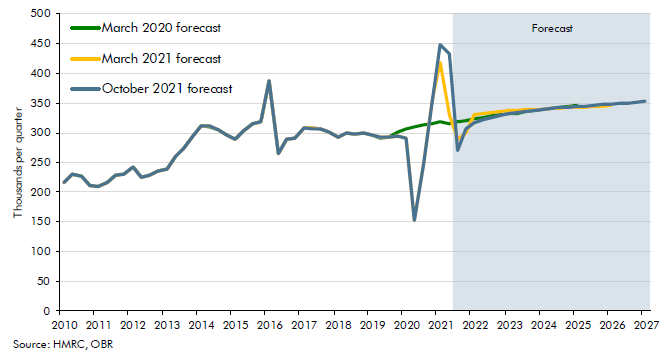 500
450
400
350
300
250
200
150
100
50
0
Thousands per quarter
March 2020 forecast
March 2021 forecast
October 2021 forecast
Forecast
2010 2011 2012 2013 2014 2015 2016 2017 2018 2019 2020 2021 2022 2023 2024 2025 2026 2027
Source: HMRC, OBR